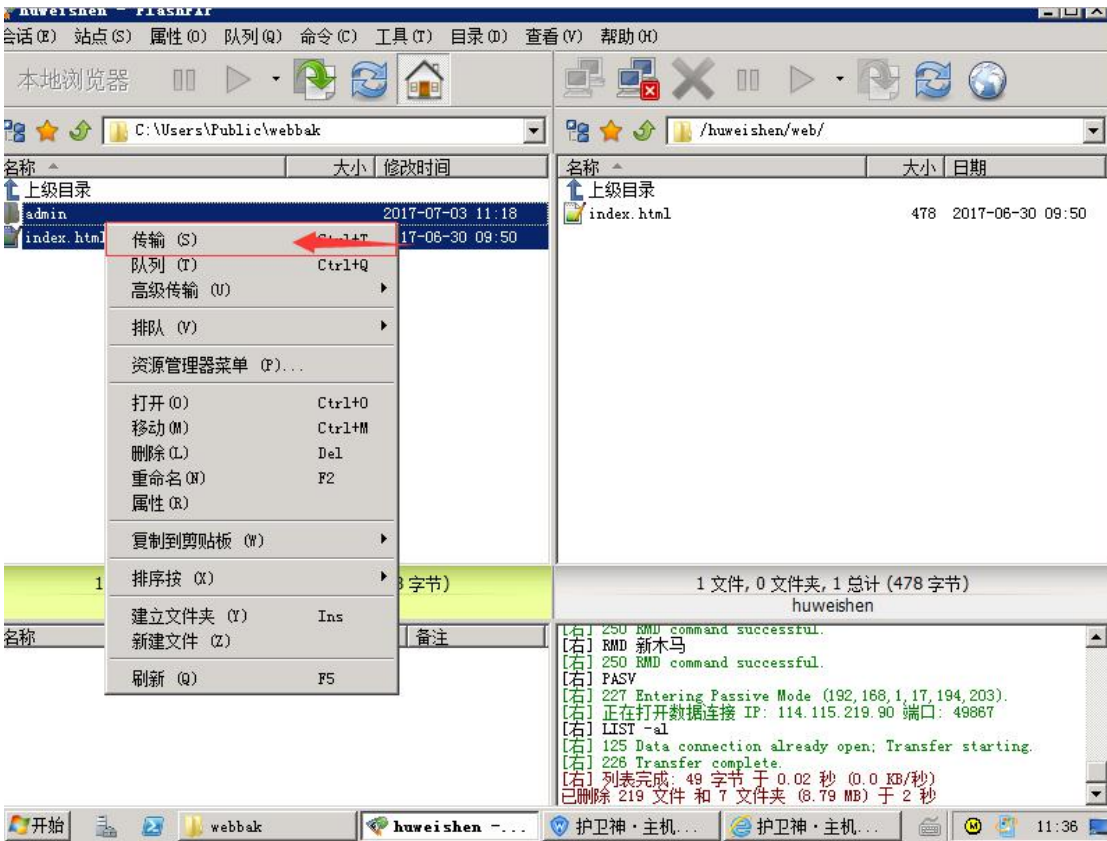 huweishen - FlashFXP
会话(E) 站点(S) 属性(O) 队列(Q) 命令(C) 工具(T) 目录(D) 查看(V) 帮助(H)
本地浏览器
C:\Users\Public\webbak
/huweishen/web/
名称 大小 修改时间
名称 大小 日期
上级目录
上级目录
admin 2017-07-03 11:18
index.html 478 2017-06-30 09:50
index.html 17-06-30 09:50
传输 (S) Ctrl+T
队列 (T) Ctrl+Q
高级传输 (U)
排队 (V)
资源管理器菜单 (P)...
打开(O) Ctrl+O
移动(M) Ctrl+M
删除(L) Del
重命名(N) F2
属性(R)
复制到剪贴板 (W)
排序按 (X)
建立文件夹 (Y) Ins
新建文件 (Z)
刷新 (Q) F5
1 字节)
1 文件, 0 文件夹, 1 总计 (478 字节)
huweishen
名称 备注
[右] 250 RMD command successful.
[右] RMD 新木马
[右] 250 RMD command successful.
[右] PASV
[右] 227 Entering Passive Mode (192,168,1,17,194,203).
[右] 正在打开数据连接 IP: 114.115.219.90 端口: 49867
[右] LIST -al
[右] 125 Data connection already open; Transfer starting.
[右] 226 Transfer complete.
[右] 列表完成: 49 字节 于 0.02 秒 (0.0 KB/秒)
已删除 219 文件 和 7 文件夹 (8.79 MB) 于 2 秒
开始 webbak huweishen -... 护卫神·主机... 护卫神·主机... 11:36